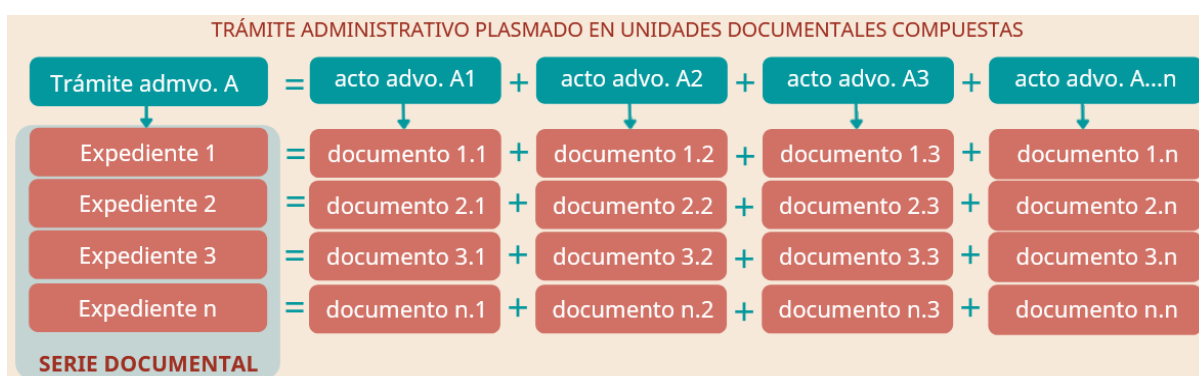 TRÁMITE ADMINISTRATIVO PLASMADO EN UNIDADES DOCUMENTALES COMPUESTAS
Trámite admvo. A = acto advo. A1 + acto advo. A2 + acto advo. A3 + acto advo. A...n
Expediente 1 = documento 1.1 + documento 1.2 + documento 1.3 + documento 1.n
Expediente 2 = documento 2.1 + documento 2.2 + documento 2.3 + documento 2.n
Expediente 3 = documento 3.1 + documento 3.2 + documento 3.3 + documento 3.n
Expediente n = documento n.1 + documento n.2 + documento n.3 + documento n.n
SERIE DOCUMENTAL